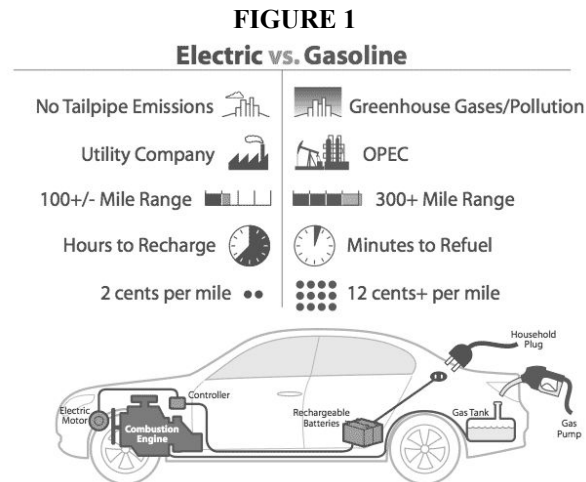 FIGURE 1
Electric vs. Gasoline
No Tailpipe Emissions
Greenhouse Gases/Pollution
Utility Company
OPEC
100+/- Mile Range
300+ Mile Range
Hours to Recharge
Minutes to Refuel
2 cents per mile
12 cents+ per mile
Household
Plug
Controller
Electric
Motor
Combustion
Engine
Rechargeable
Batteries
Gas Tank
Gas
Pump